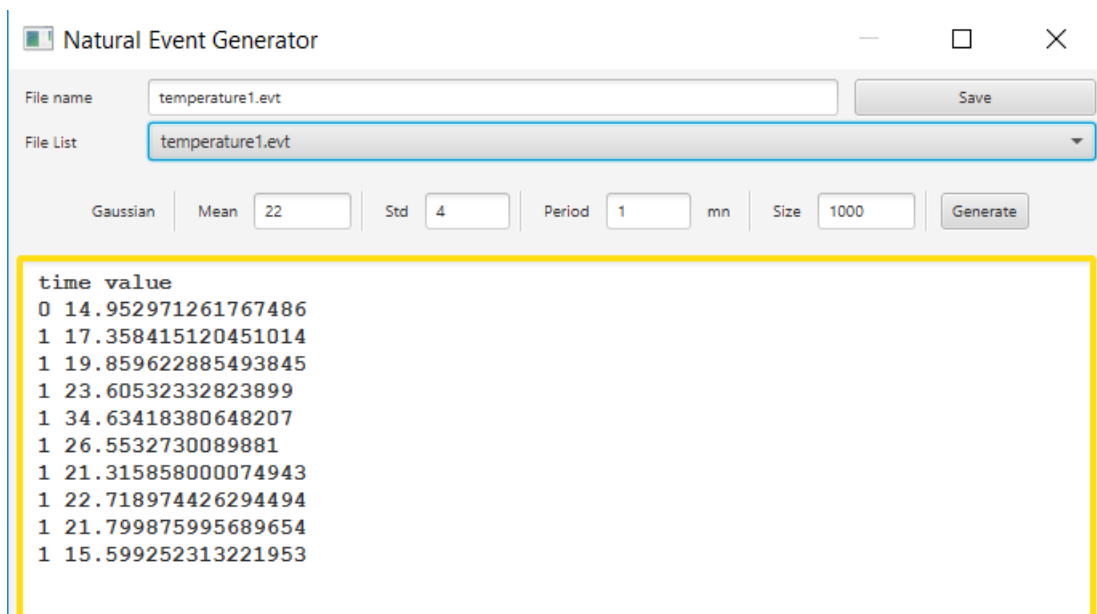 Natural Event Generator
File name temperature1.evt Save
File List temperature1.evt
Gaussian Mean 22 Std 4 Period 1 mn Size 1000 Generate
time value
0 14.952971261767486
1 17.358415120451014
1 19.859622885493845
1 23.60532332823899
1 34.63418380648207
1 26.5532730089881
1 21.315858000074943
1 22.718974426294494
1 21.799875995689654
1 15.599252313221953